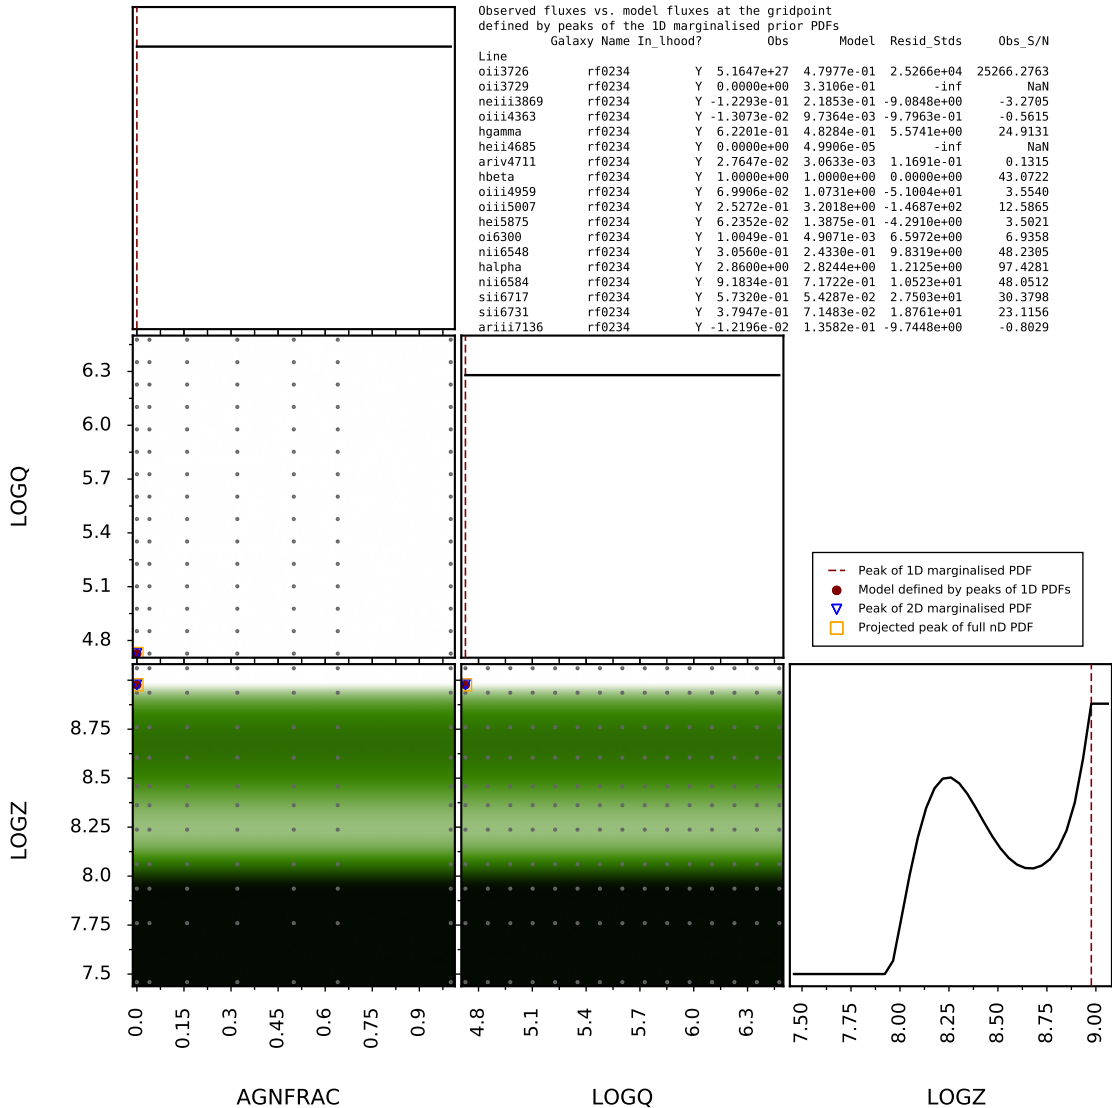 Observed fluxes vs. model fluxes at the gridpoint
defined by peaks of the 1D marginalised prior PDFs
Galaxy Name In_lhood? Obs Model Resid_Stds Obs_S/N
Line
oii3726 rf0234 Y 5.1647e+27 4.7977e-01 2.5266e+04 25266.2763
oii3729 rf0234 Y 0.0000e+00 3.3106e-01 -inf NaN
neiii3869 rf0234 Y -1.2293e-01 2.1853e-01 -9.0848e+00 -3.2705
oiii4363 rf0234 Y -1.3073e-02 9.7364e-03 -9.7963e-01 -0.5615
hgamma rf0234 Y 6.2201e-01 4.8284e-01 5.5741e+00 24.9131
heii4685 rf0234 Y 0.0000e+00 4.9906e-05 -inf NaN
ariv4711 rf0234 Y 2.7647e-02 3.0633e-03 1.1691e-01 0.1315
hbeta rf0234 Y 1.0000e+00 1.0000e+00 0.0000e+00 43.0722
oiii4959 rf0234 Y 6.9906e-02 1.0731e+00 -5.1004e+01 3.5540
oiii5007 rf0234 Y 2.5272e-01 3.2018e+00 -1.4687e+02 12.5865
hei5875 rf0234 Y 6.2352e-02 1.3875e-01 -4.2910e+00 3.5021
oi6300 rf0234 Y 1.0049e-01 4.9071e-03 6.5972e+00 6.9358
nii6548 rf0234 Y 3.0560e-01 2.4330e-01 9.8319e+00 48.2305
halpha rf0234 Y 2.8600e+00 2.8244e+00 1.2125e+00 97.4281
nii6584 rf0234 Y 9.1834e-01 7.1722e-01 1.0523e+01 48.0512
sii6717 rf0234 Y 5.7320e-01 5.4287e-02 2.7503e+01 30.3798
sii6731 rf0234 Y 3.7947e-01 7.1483e-02 1.8761e+01 23.1156
ariii7136 rf0234 Y -1.2196e-02 1.3582e-01 -9.7448e+00 -0.8029
6.3
6.0
5.7
5.4
5.1
4.8
LOGQ
Peak of 1D marginalised PDF
Model defined by peaks of 1D PDFs
Peak of 2D marginalised PDF
Projected peak of full nD PDF
8.75
8.5
8.25
8.0
7.75
7.5
LOGZ
0.0 0.15 0.3 0.45 0.6 0.75 0.9
4.8 5.1 5.4 5.7 6.0 6.3
7.50 7.75 8.00 8.25 8.50 8.75 9.00
AGNFRAC LOGQ LOGZ